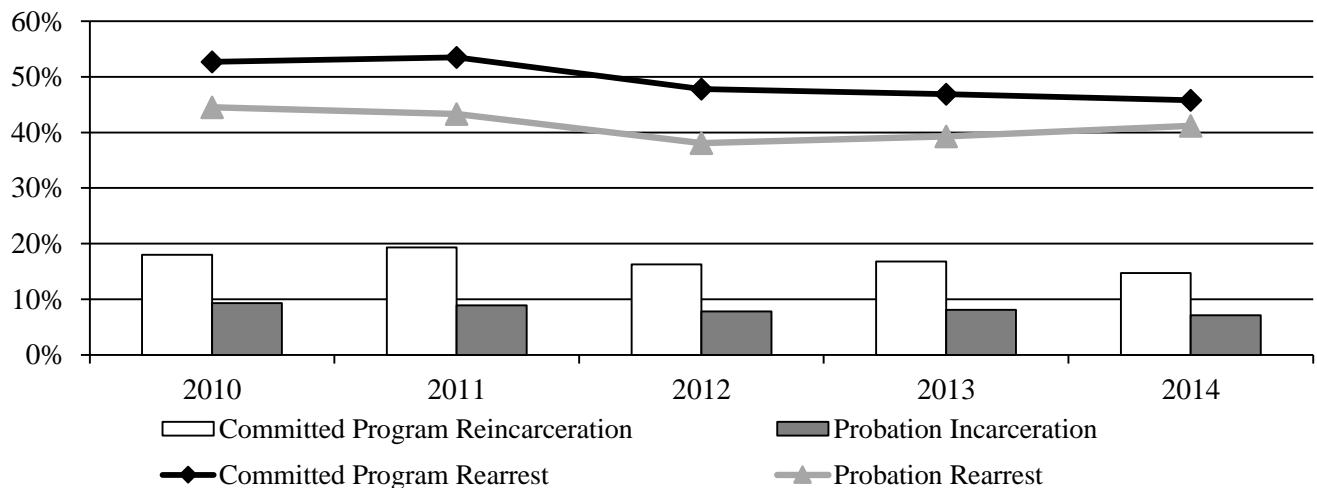 60%
50%
40%
30%
20%
10%
0%
2010 2011 2012 2013 2014
Committed Program Reincarceration Probation Incarceration
Committed Program Rearrest Probation Rearrest